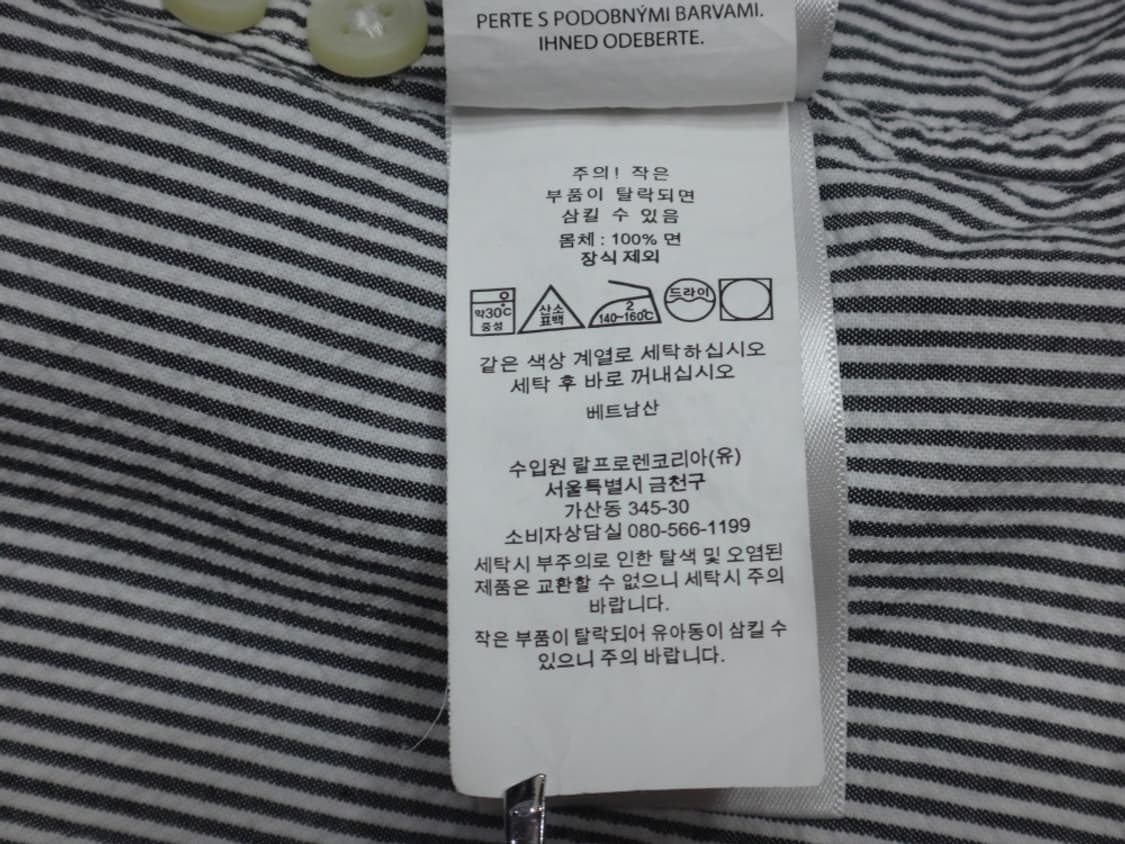 PERTE S PODOBNÝMI BARVAMI.
IHNED ODEBERTE.
주의! 작은
부품이 탈락되면
삼킬 수 있음
몸체 : 100% 면
장식 제외
약30℃
중성
산소
표백
2
140~160℃
드라이
같은 색상 계열로 세탁하십시오
세탁 후 바로 꺼내십시오
베트남산
수입원 랄프로렌코리아(유)
서울특별시 금천구
가산동 345-30
소비자상담실 080-566-1199
세탁시 부주의로 인한 탈색 및 오염된
제품은 교환할 수 없으니 세탁시 주의
바랍니다.
작은 부품이 탈락되어 유아동이 삼킬 수
있으니 주의 바랍니다.